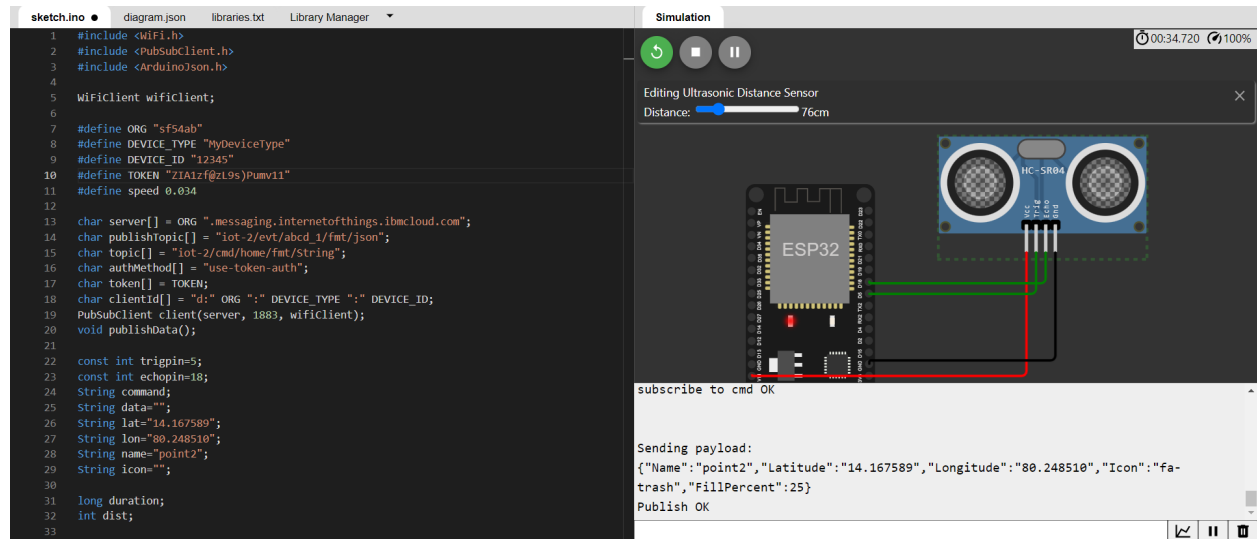 sketch.ino ●
diagram.json
libraries.txt
Library Manager
1 #include <WiFi.h>
2 #include <PubSubClient.h>
3 #include <ArduinoJson.h>
4
5 WiFiClient wifiClient;
6
7 #define ORG "sf54ab"
8 #define DEVICE_TYPE "MyDeviceType"
9 #define DEVICE_ID "12345"
10 #define TOKEN "ZIA1zf@zL9s)Pumv11"
11 #define speed 0.034
12
13 char server[] = ORG ".messaging.internetofthings.ibmcloud.com";
14 char publishTopic[] = "iot-2/evt/abcd_1/fmt/json";
15 char topic[] = "iot-2/cmd/home/fmt/String";
16 char authMethod[] = "use-token-auth";
17 char token[] = TOKEN;
18 char clientId[] = "d:" ORG ":" DEVICE_TYPE ":" DEVICE_ID;
19 PubSubClient client(server, 1883, wifiClient);
20 void publishData();
21
22 const int trigpin=5;
23 const int echopin=18;
24 String command;
25 String data="";
26 String lat="14.167589";
27 String lon="80.248510";
28 String name="point2";
29 String icon="";
30
31 long duration;
32 int dist;
33
Simulation
00:34.720 100%
Editing Ultrasonic Distance Sensor
Distance: 76cm
HC-SR04
Vcc
Trig
Echo
Gnd
ESP32
subscribe to cmd OK
Sending payload:
{"Name":"point2","Latitude":"14.167589","Longitude":"80.248510","Icon":"fa-
trash","FillPercent":25}
Publish OK